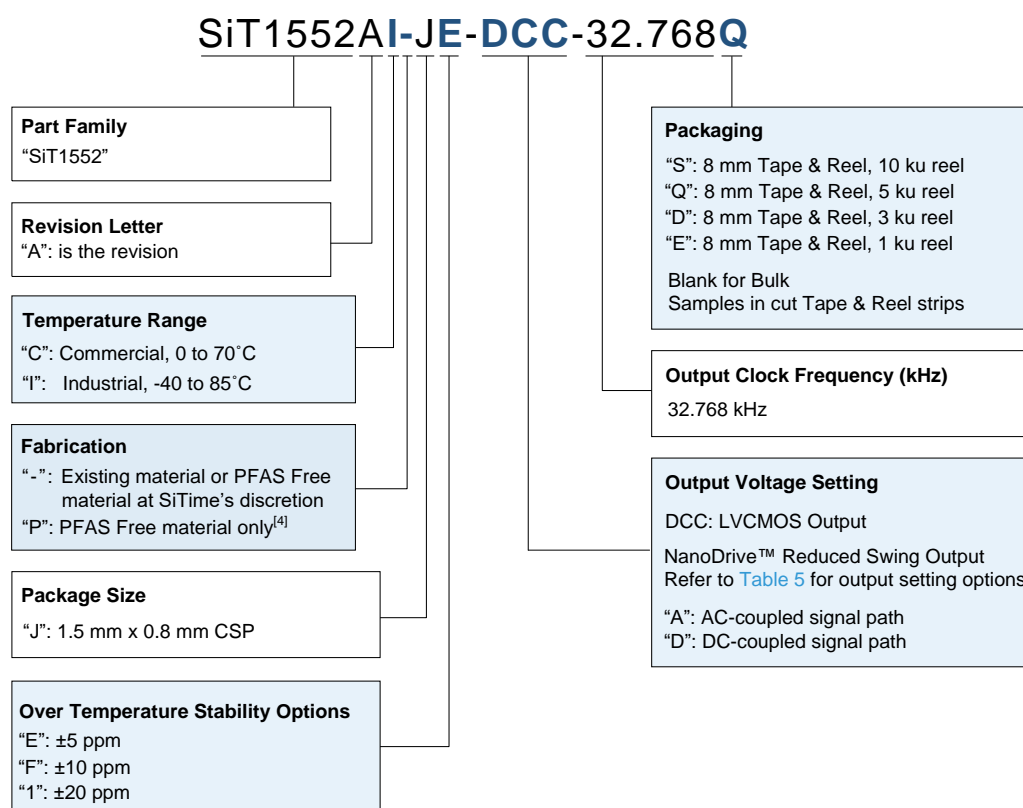 SiT1552AI-JE-DCC-32.768Q
Part Family
“SiT1552”
Revision Letter
“A”: is the revision
Temperature Range
“C”: Commercial, 0 to 70˚C
“I”: Industrial, -40 to 85˚C
Fabrication
“-”: Existing material or PFAS Free
material at SiTime’s discretion
“P”: PFAS Free material only[4]
Package Size
“J”: 1.5 mm x 0.8 mm CSP
Over Temperature Stability Options
“E”: ±5 ppm
“F”: ±10 ppm
“1”: ±20 ppm
Packaging
“S”: 8 mm Tape & Reel, 10 ku reel
“Q”: 8 mm Tape & Reel, 5 ku reel
“D”: 8 mm Tape & Reel, 3 ku reel
“E”: 8 mm Tape & Reel, 1 ku reel
Blank for Bulk
Samples in cut Tape & Reel strips
Output Clock Frequency (kHz)
32.768 kHz
Output Voltage Setting
DCC: LVCMOS Output
NanoDrive™ Reduced Swing Output
Refer to Table 5 for output setting options
“A”: AC-coupled signal path
“D”: DC-coupled signal path